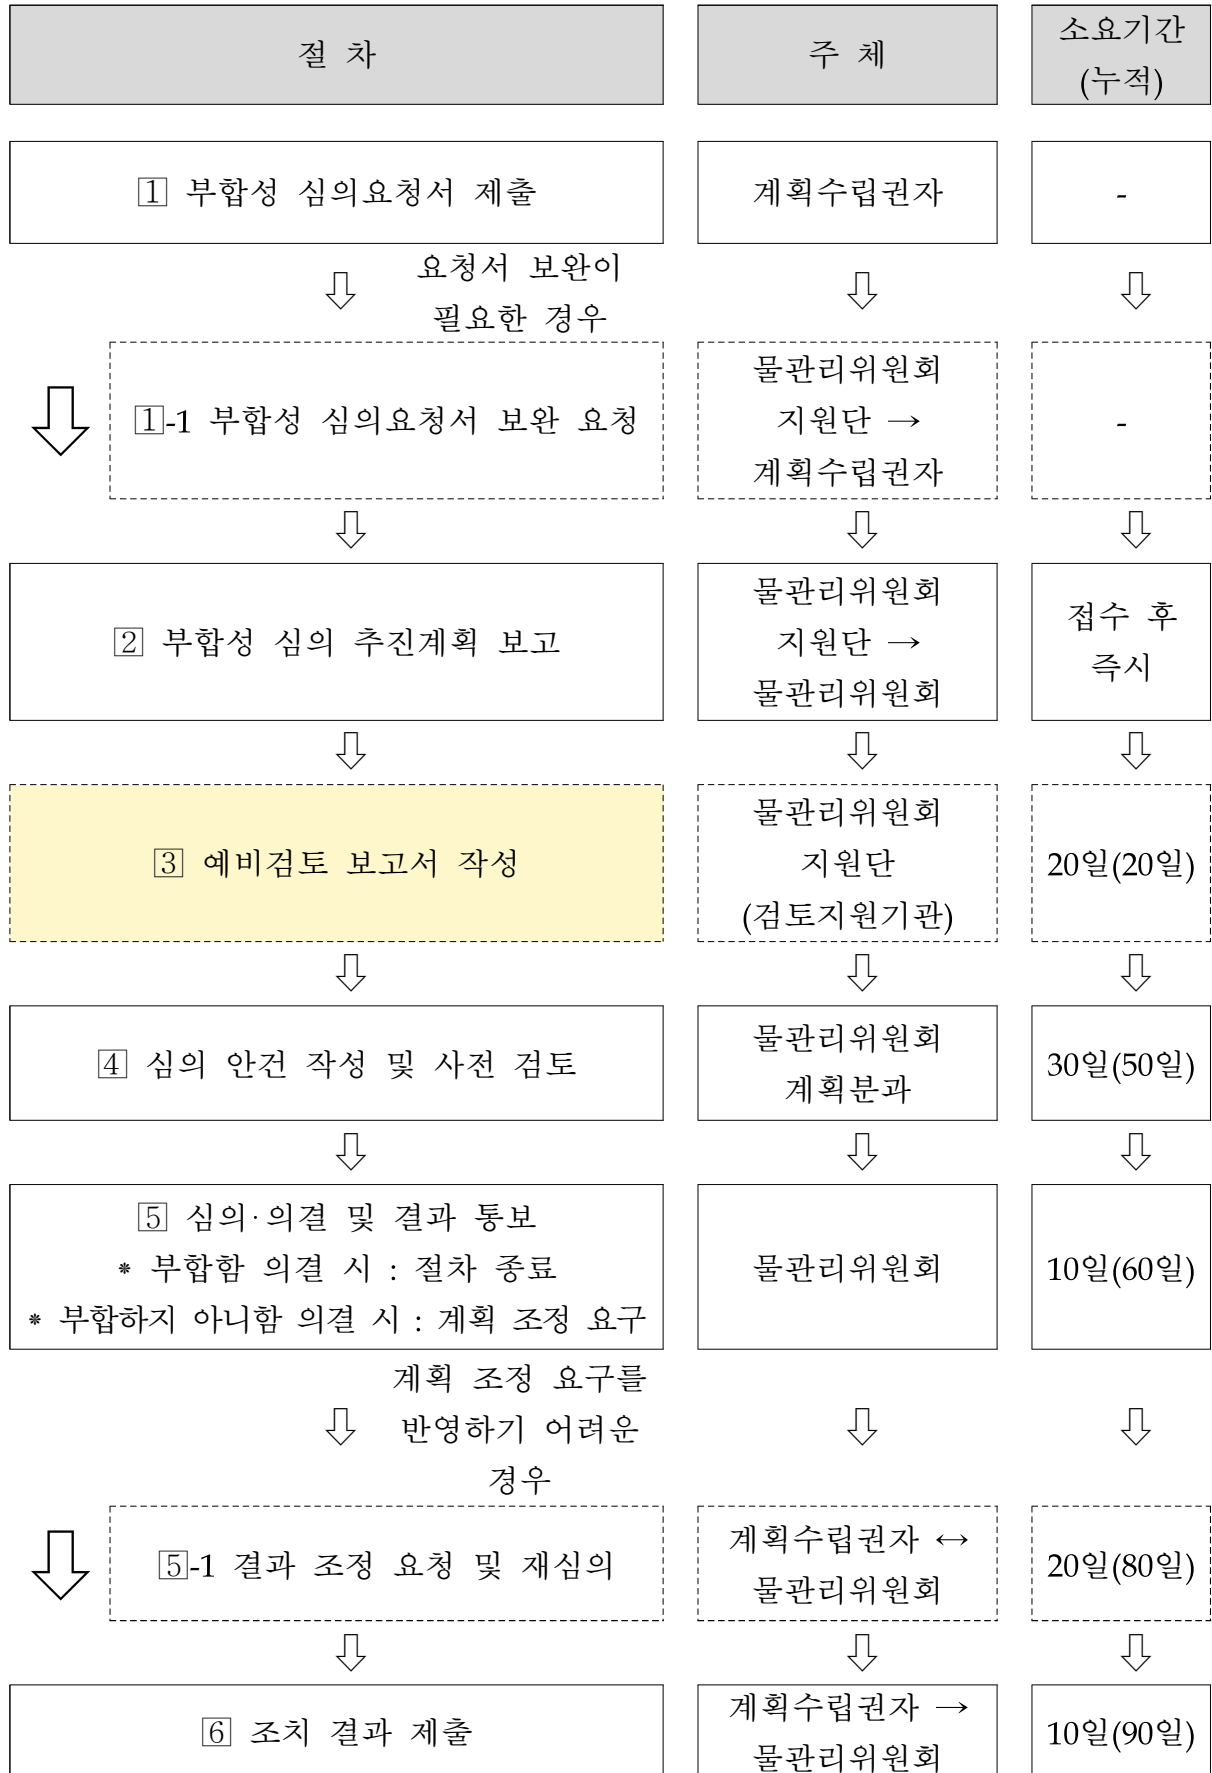 절 차
주 체
소요기간
(누적)
1 부합성 심의요청서 제출
계획수립권자
-
요청서 보완이
필요한 경우
1-1 부합성 심의요청서 보완 요청
물관리위원회
지원단 →
계획수립권자
-
2 부합성 심의 추진계획 보고
물관리위원회
지원단 →
물관리위원회
접수 후
즉시
3 예비검토 보고서 작성
물관리위원회
지원단
(검토지원기관)
20일(20일)
4 심의 안건 작성 및 사전 검토
물관리위원회
계획분과
30일(50일)
5 심의·의결 및 결과 통보
* 부합함 의결 시 : 절차 종료
* 부합하지 아니함 의결 시 : 계획 조정 요구
물관리위원회
10일(60일)
계획 조정 요구를
반영하기 어려운
경우
5-1 결과 조정 요청 및 재심의
계획수립권자 ↔
물관리위원회
20일(80일)
6 조치 결과 제출
계획수립권자 →
물관리위원회
10일(90일)